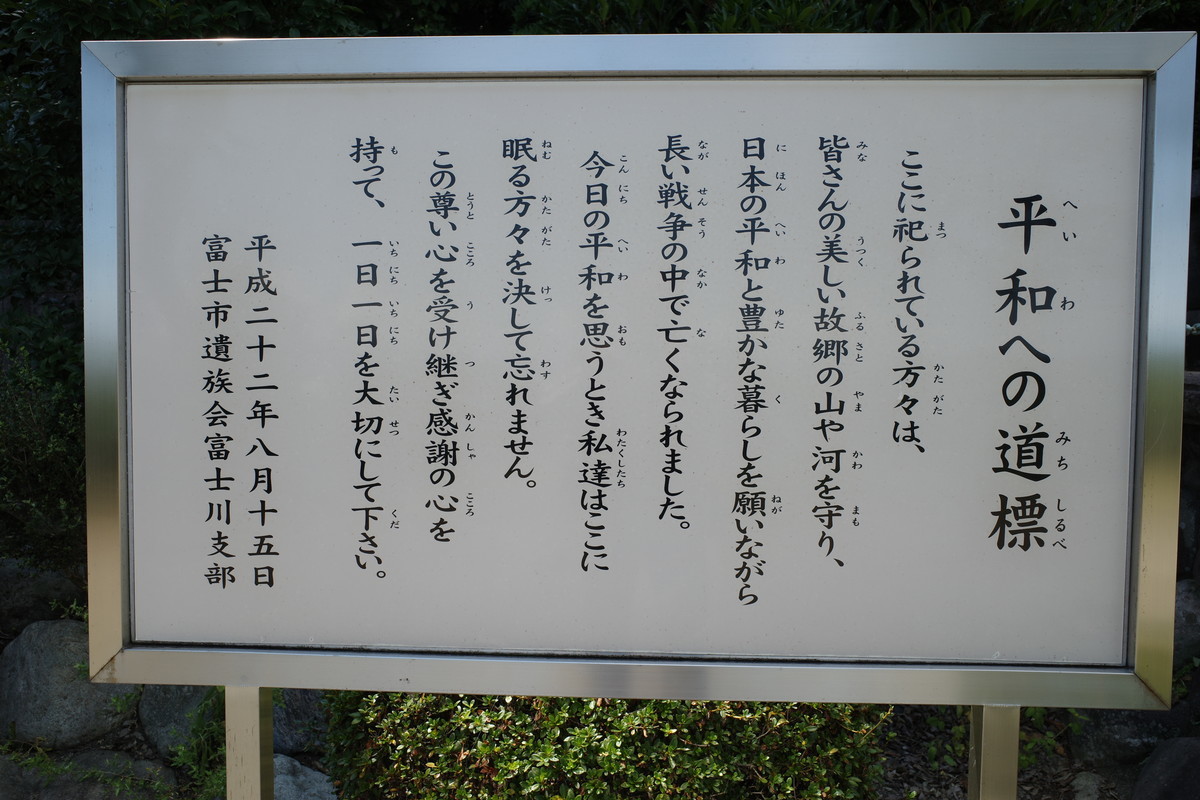 平和への道標
ここに祀られている方々は、
皆さんの美しい故郷の山や河を守り、
日本の平和と豊かな暮らしを願いながら
長い戦争の中で亡くなられました。
今日の平和を思うとき私達はここに
眠る方々を決して忘れません。
この尊い心を受け継ぎ感謝の心を
持って、一日一日を大切にして下さい。
平成二十二年八月十五日
富士市遺族会富士川支部